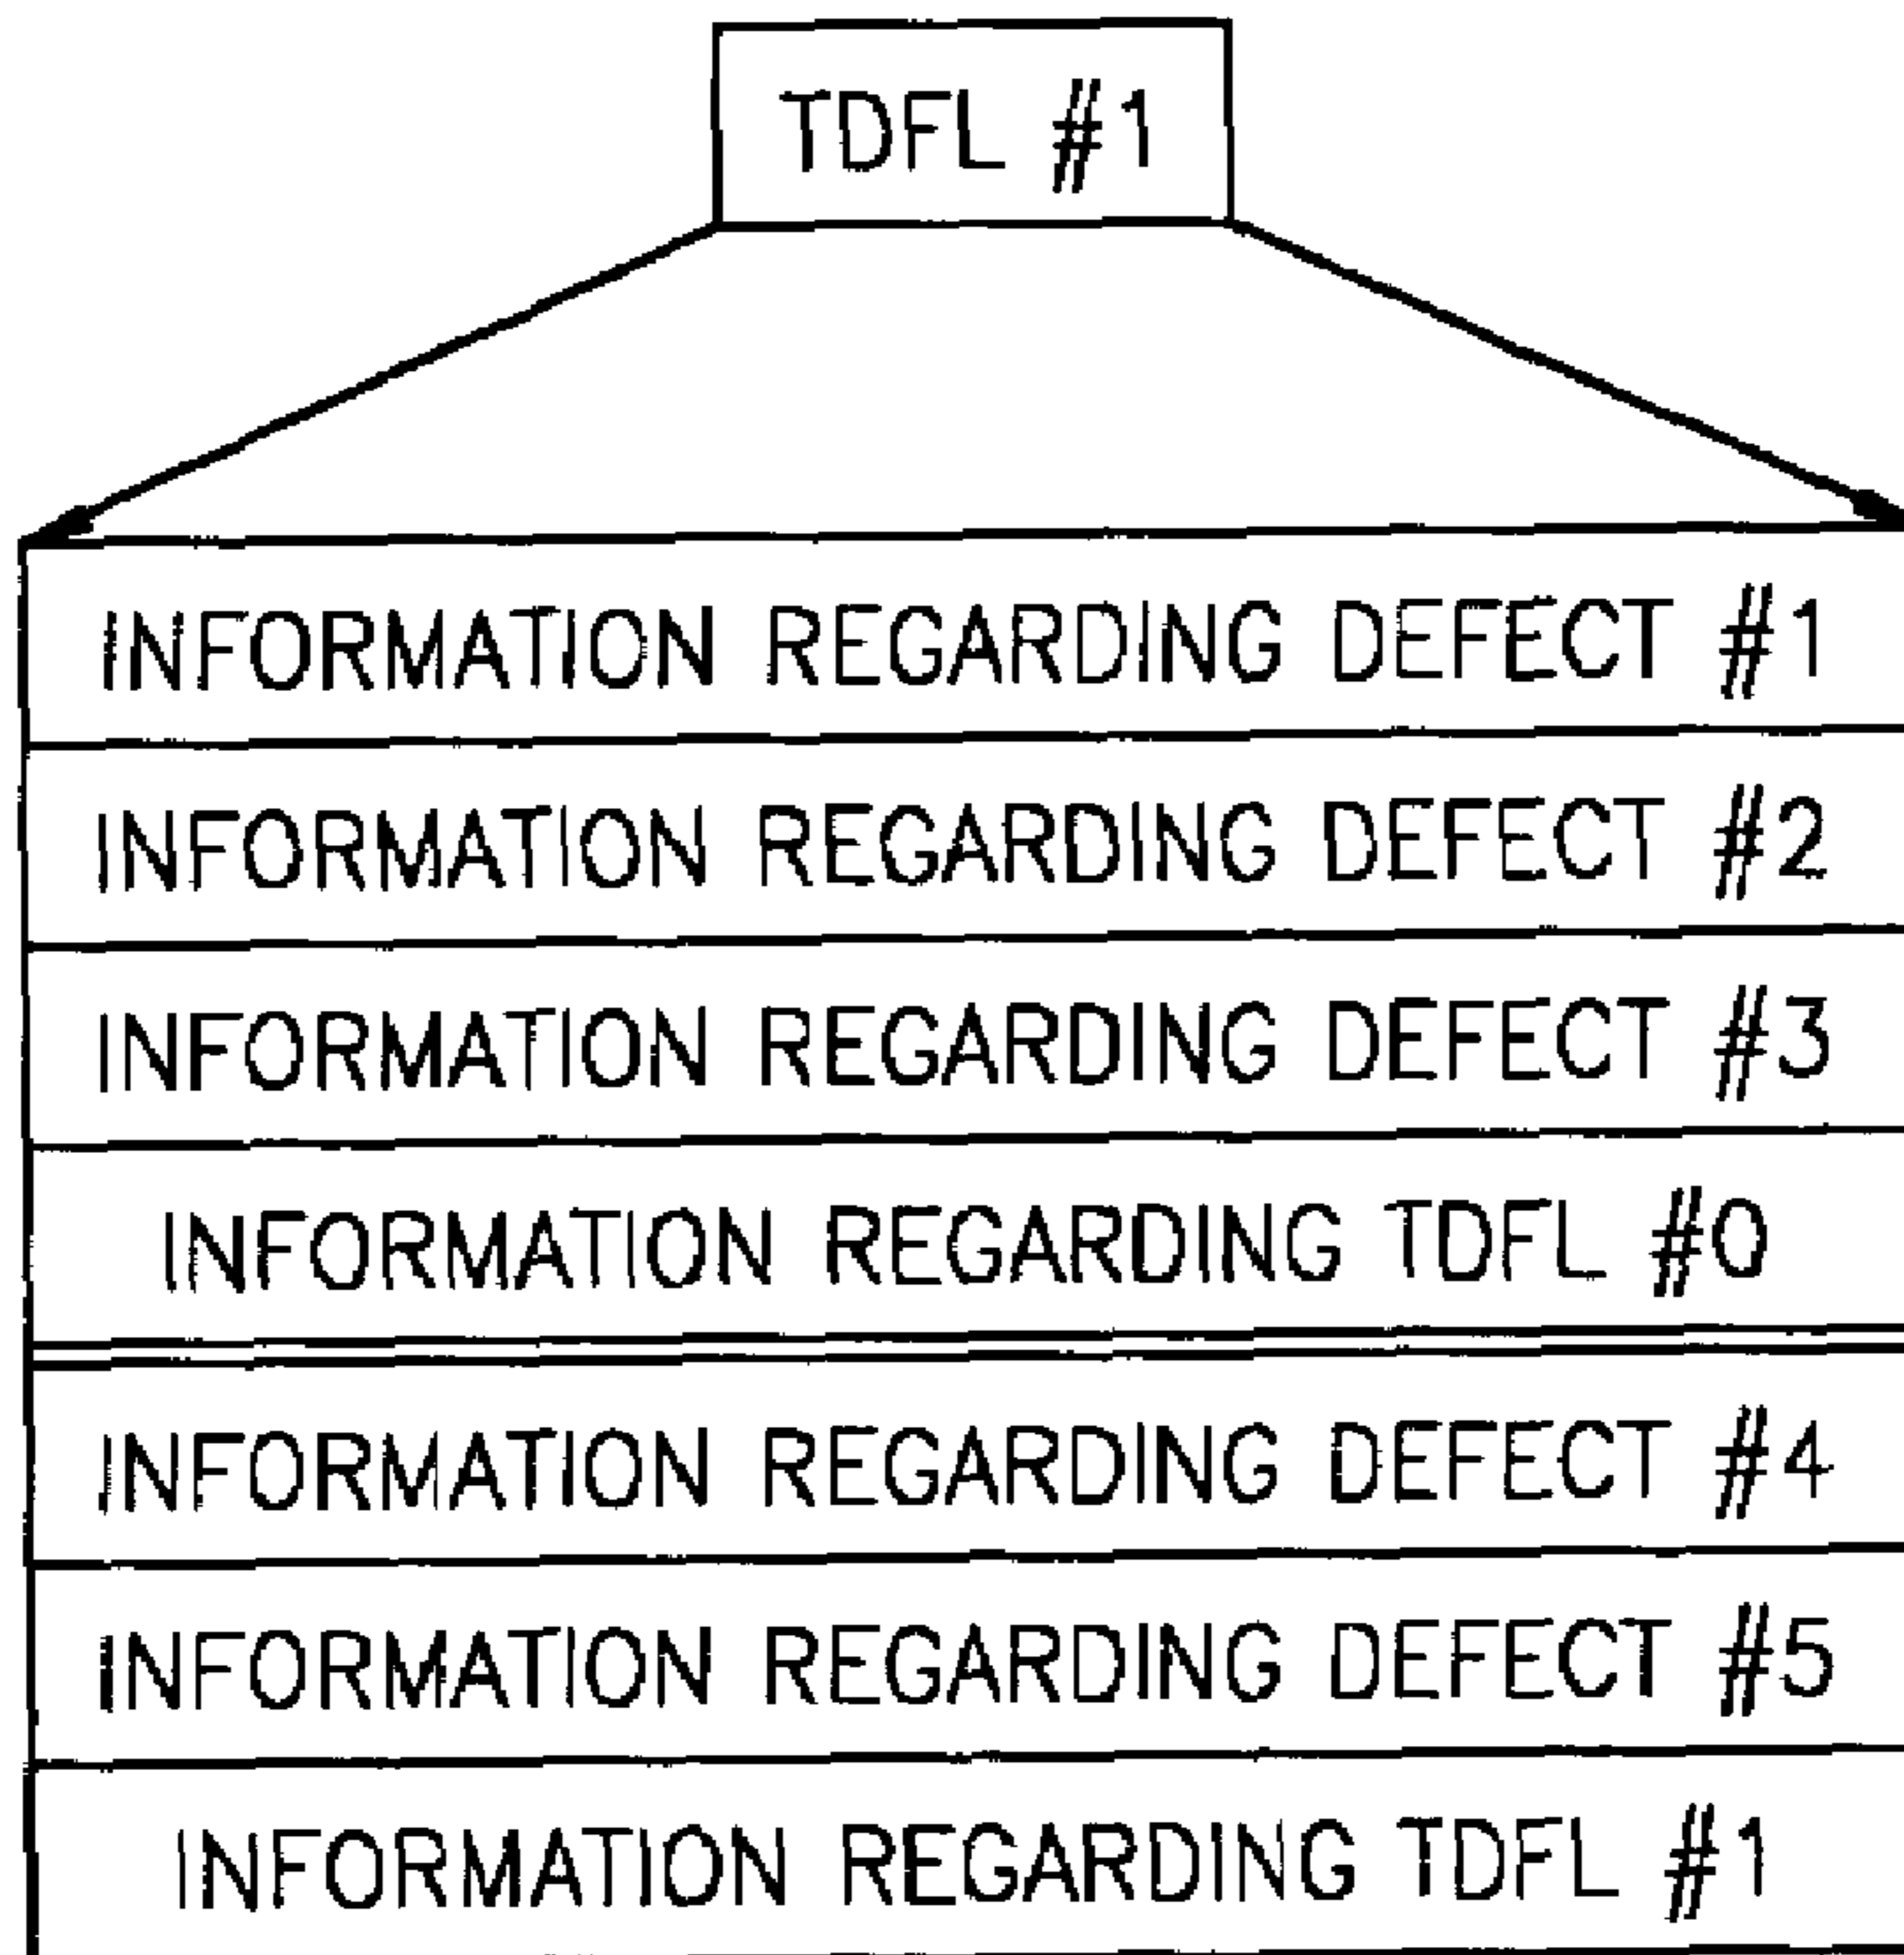 TDFL #1
INFORMATION REGARDING DEFECT #1
INFORMATION REGARDING DEFECT #2
INFORMATION REGARDING DEFECT #3
INFORMATION REGARDING TDFL #0
INFORMATION REGARDING DEFECT #4
INFORMATION REGARDING DEFECT #5
INFORMATION REGARDING TDFL #1